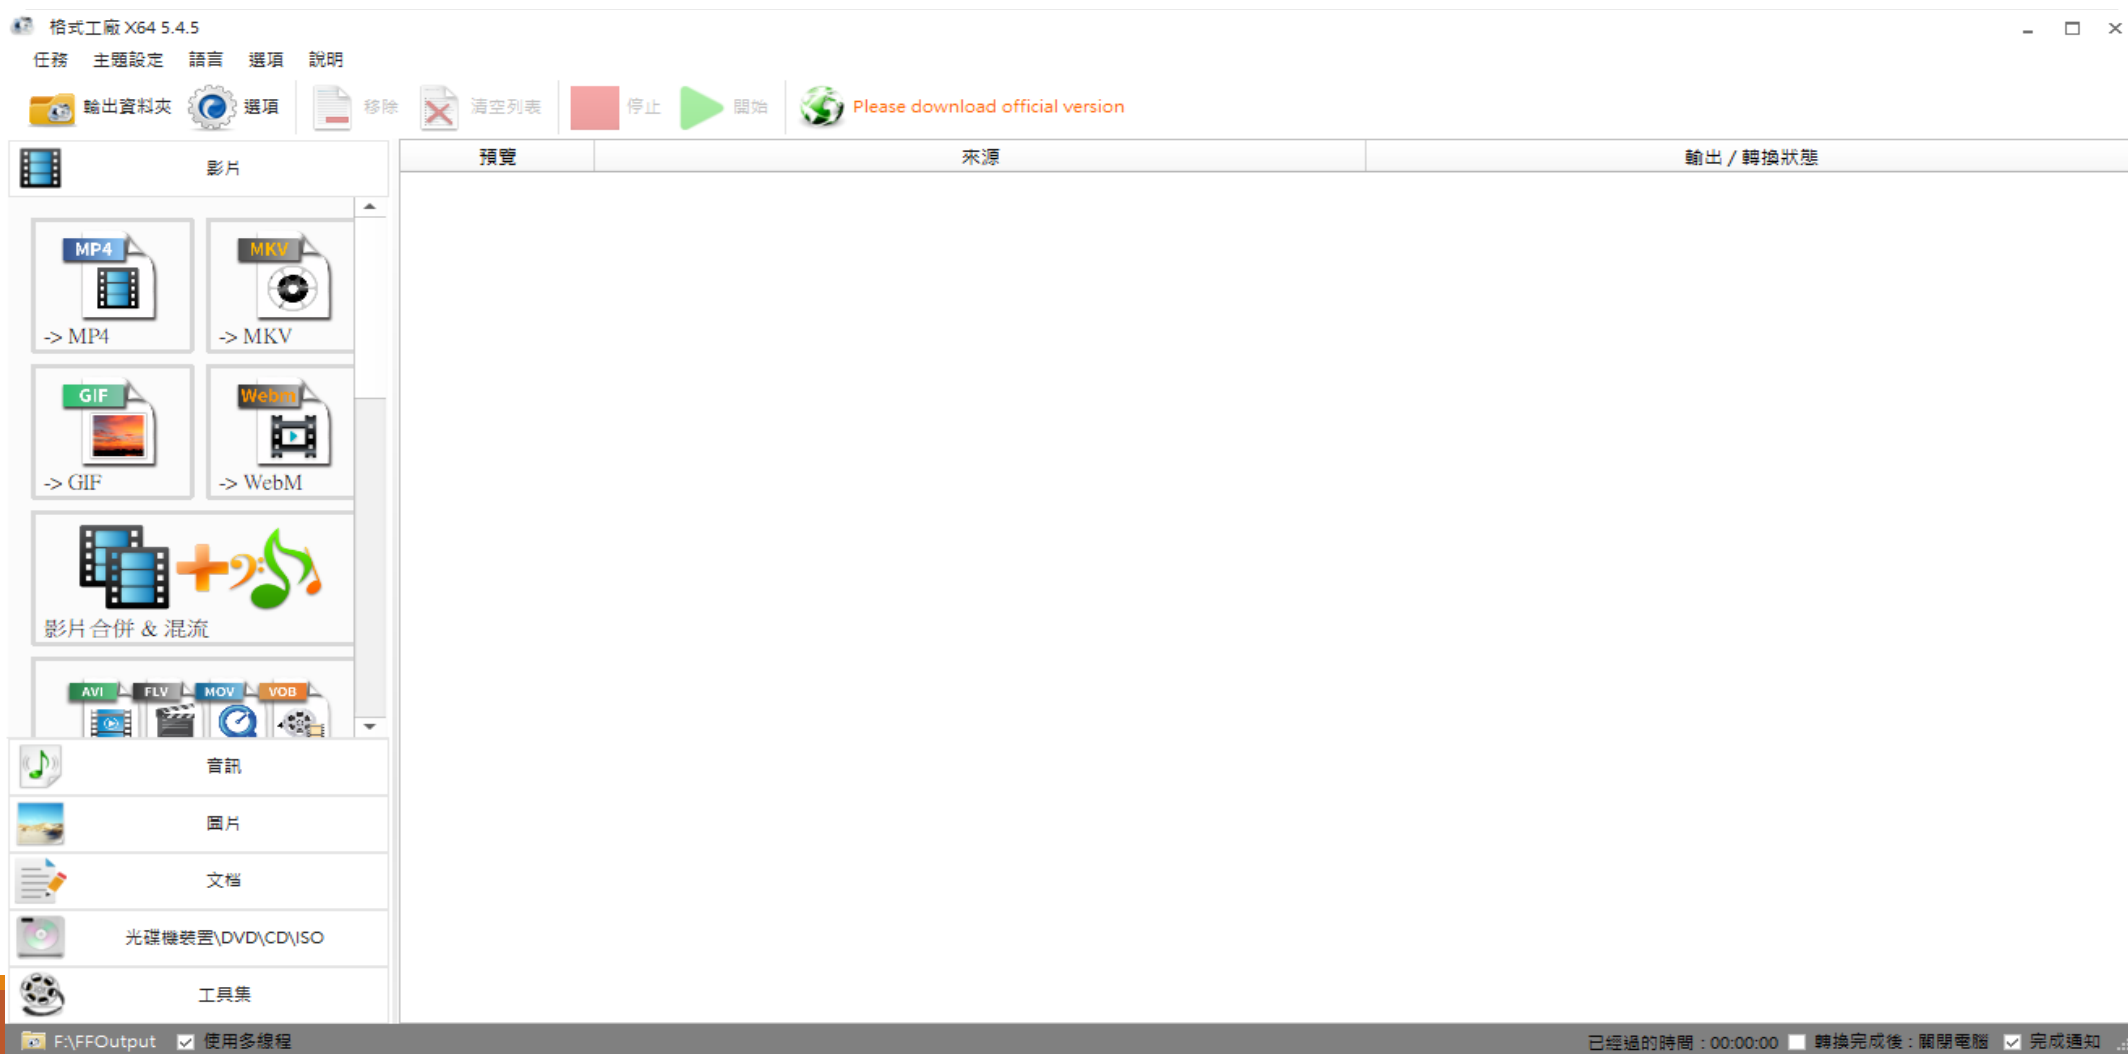 格式工廠 X64 5.4.5
任務 主題設定 語言 選項 說明
輸出資料夾 選項 移除 清空列表 停止 開始 Please download official version
影片
預覽 來源 輸出 / 轉換狀態
MP4 MKV
-> MP4 -> MKV
GIF Webm
-> GIF -> WebM
影片合併 & 混流
AVI FLV MOV VOB
音訊
圖片
文档
光碟機裝置\DVD\CD\ISO
工具集
F:\FFOutput 使用多線程 已經過的時間 : 00:00:00 轉換完成後 : 關閉電腦 完成通知